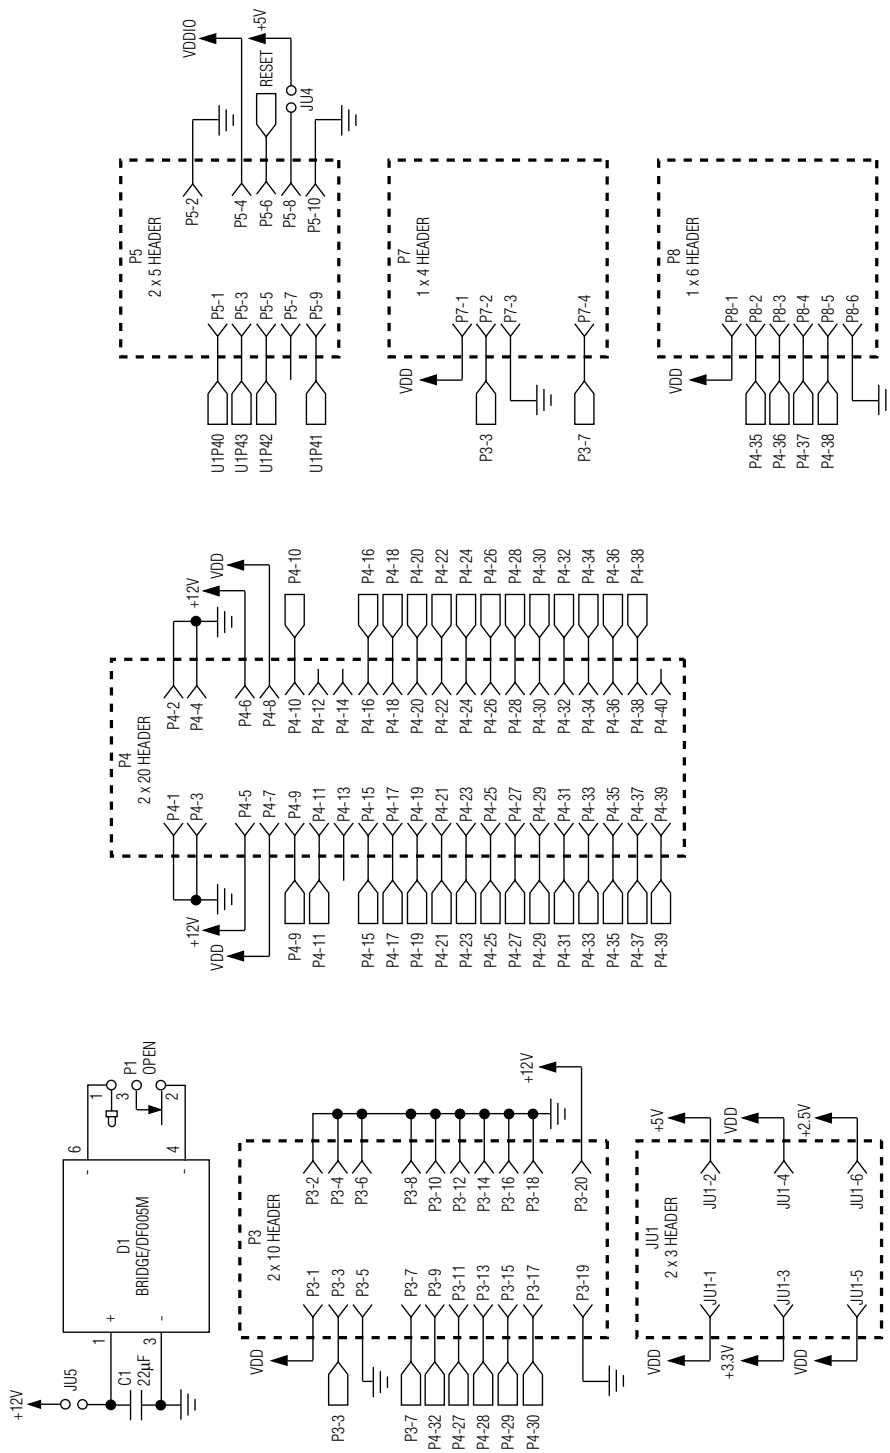 VDDIO
+5V
RESET
JU4
P5
2 x 5 HEADER
P5-2
P5-4
P5-6
P5-8
P5-10
P5-1
P5-3
P5-5
P5-7
P5-9
U1P40
U1P43
U1P42
U1P41
P7
1 x 4 HEADER
P7-1
P7-2
P7-3
P7-4
VDD
P3-3
P3-7
P8
1 x 6 HEADER
P8-1
P8-2
P8-3
P8-4
P8-5
P8-6
VDD
P4-35
P4-36
P4-37
P4-38
VDD
+12V
P4-10
P4-16
P4-18
P4-20
P4-22
P4-24
P4-26
P4-28
P4-30
P4-32
P4-34
P4-36
P4-38
P4
2 x 20 HEADER
P4-2
P4-4
P4-6
P4-8
P4-10
P4-12
P4-14
P4-16
P4-18
P4-20
P4-22
P4-24
P4-26
P4-28
P4-30
P4-32
P4-34
P4-36
P4-38
P4-40
P4-1
P4-3
P4-5
P4-7
P4-9
P4-11
P4-13
P4-15
P4-17
P4-19
P4-21
P4-23
P4-25
P4-27
P4-29
P4-31
P4-33
P4-35
P4-37
P4-39
+12V
VDD
P4-9
P4-11
P4-15
P4-17
P4-19
P4-21
P4-23
P4-25
P4-27
P4-29
P4-31
P4-33
P4-35
P4-37
P4-39
P1
OPEN
1
3
2
6
4
-
-
D1
BRIDGE/DF005M
+
-
1
3
+12V
JU5
C1
22µF
+12V
P3
2 x 10 HEADER
P3-2
P3-4
P3-6
P3-8
P3-10
P3-12
P3-14
P3-16
P3-18
P3-20
P3-1
P3-3
P3-5
P3-7
P3-9
P3-11
P3-13
P3-15
P3-17
P3-19
VDD
P3-3
P3-7
P4-32
P4-27
P4-28
P4-29
P4-30
+5V
VDD
+2.5V
JU1
2 x 3 HEADER
JU1-2
JU1-4
JU1-6
JU1-1
JU1-3
JU1-5
VDD
+3.3V
VDD